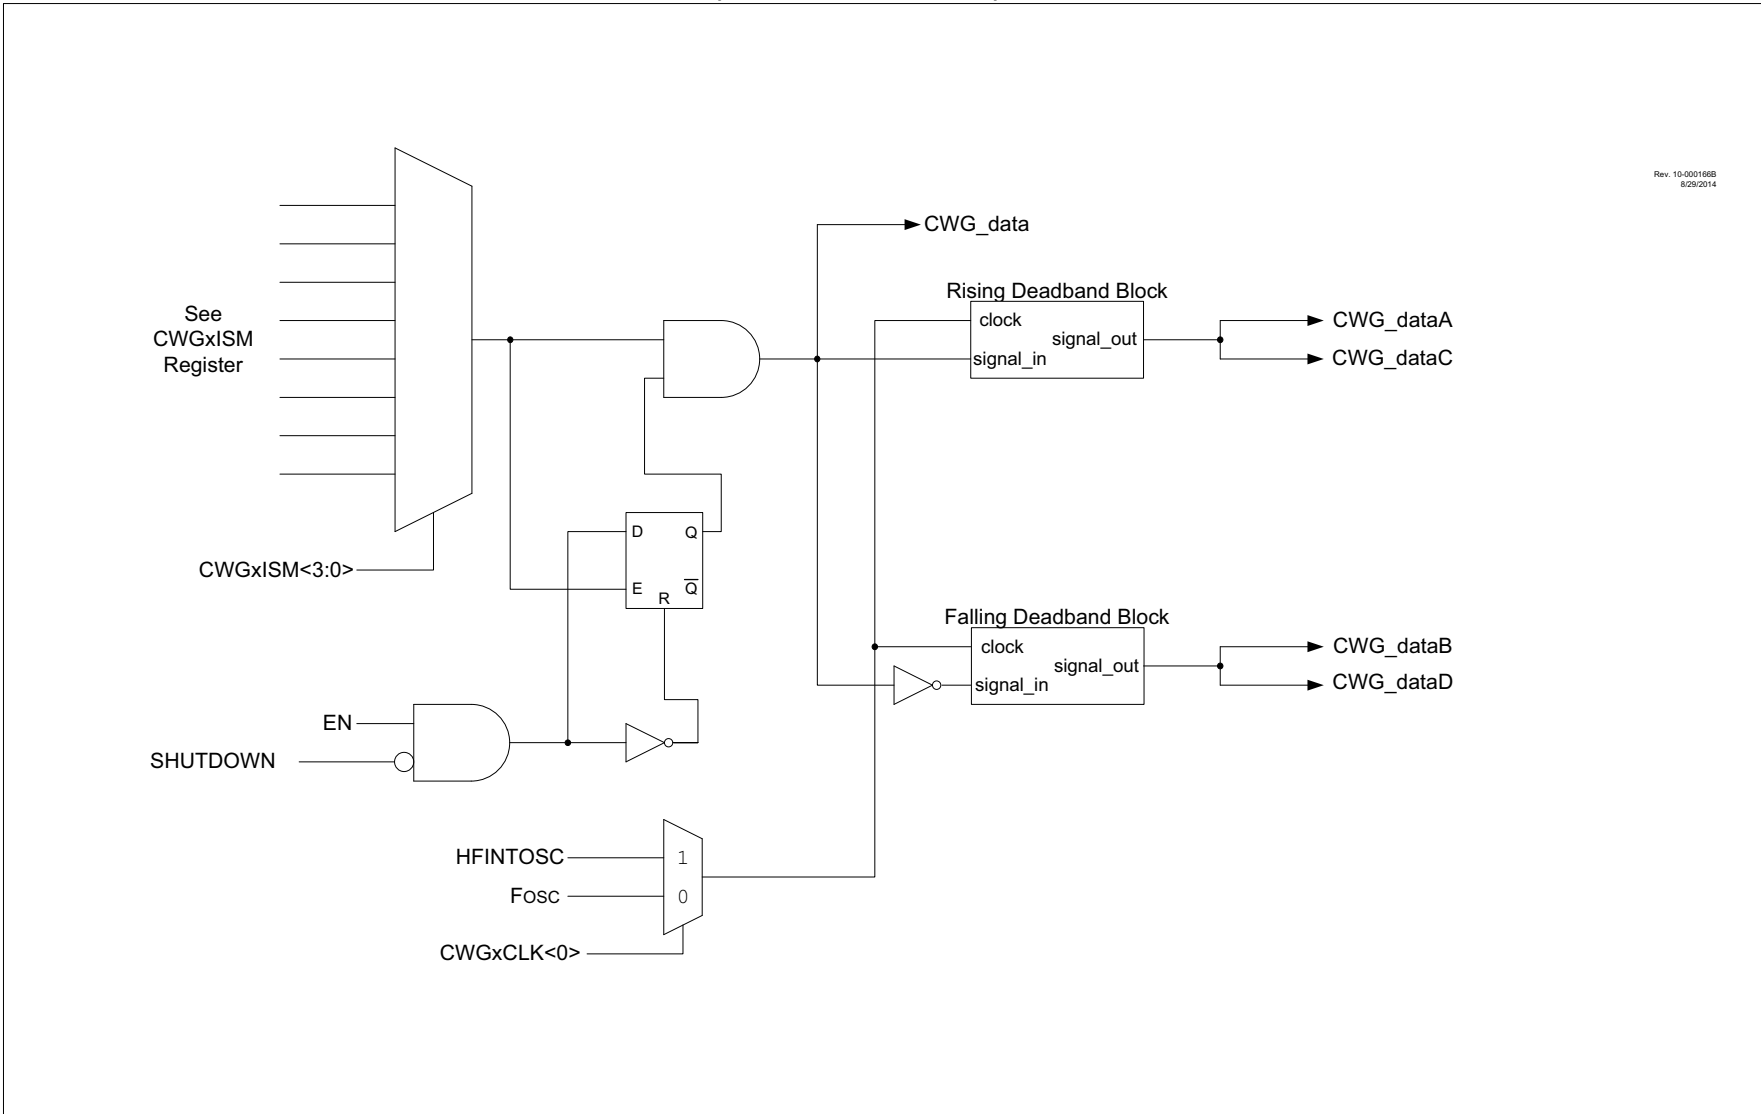 Rev. 10-000166B
8/29/2014
CWG_data
Rising Deadband Block
See
CWGxISM
Register
clock
signal_out
signal_in
CWG_dataA
CWG_dataC
D
Q
E
Q̅
R
CWGxISM<3:0>
Falling Deadband Block
clock
signal_out
signal_in
CWG_dataB
CWG_dataD
EN
SHUTDOWN
HFINTOSC
1
FOSC
0
CWGxCLK<0>